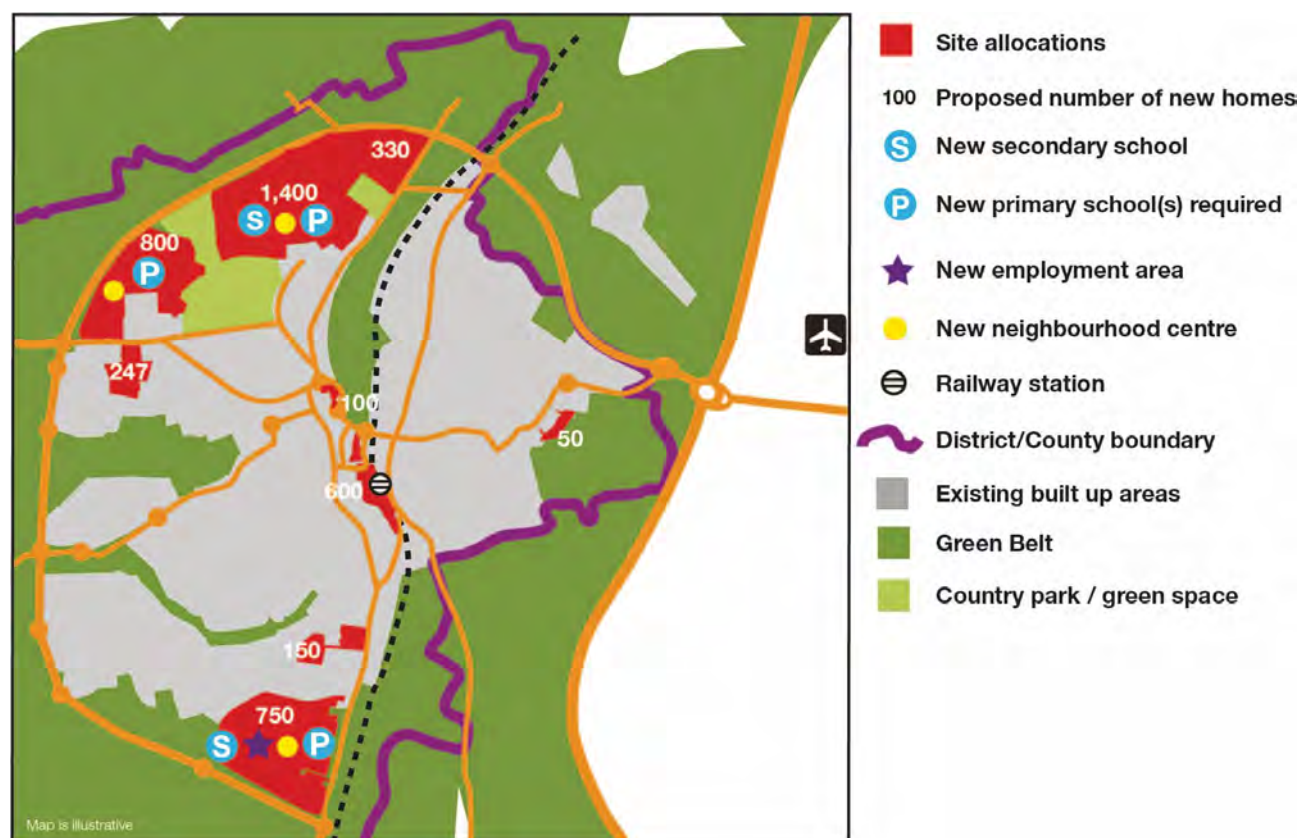 330
1,400
S
P
800
P
247
100
50
600
150
750
S
P
Map is illustrative
Site allocations
100 Proposed number of new homes
S New secondary school
P New primary school(s) required
New employment area
New neighbourhood centre
Railway station
District/County boundary
Existing built up areas
Green Belt
Country park / green space